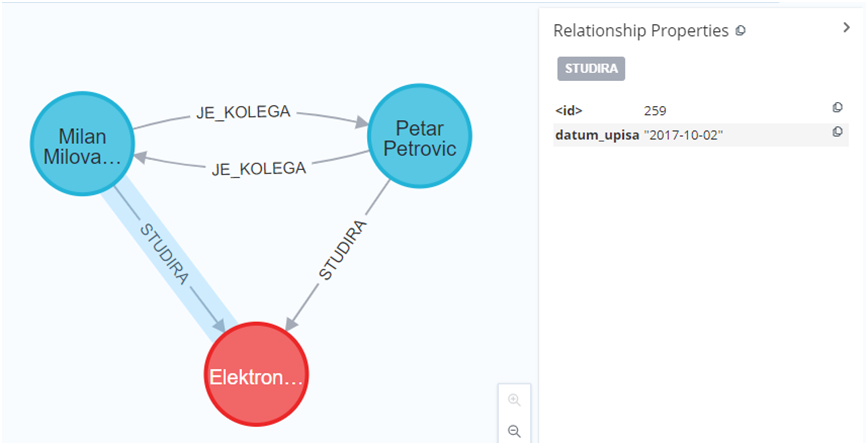 Relationship Properties
STUDIRA
<id> 259
datum_upisa "2017-10-02"
Milan
Milova...
JE_KOLEGA
JE_KOLEGA
Petar
Petrovic
STUDIRA
STUDIRA
Elektron...